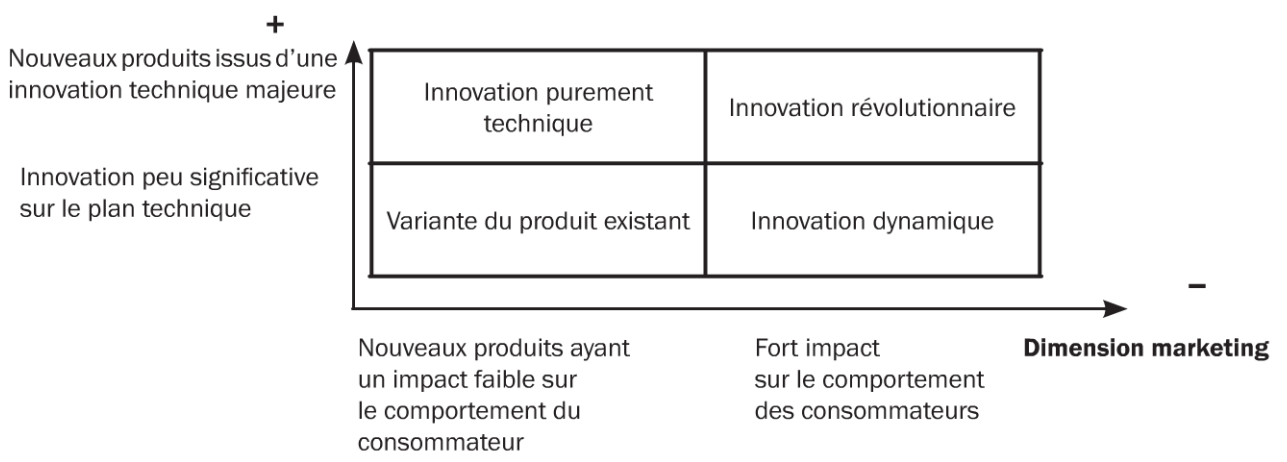 +
Nouveaux produits issus d'une
innovation technique majeure
Innovation purement
technique
Innovation révolutionnaire
Innovation peu significative
sur le plan technique
Variante du produit existant
Innovation dynamique
–
Nouveaux produits ayant
un impact faible sur
le comportement du
consommateur
Fort impact
sur le comportement
des consommateurs
Dimension marketing